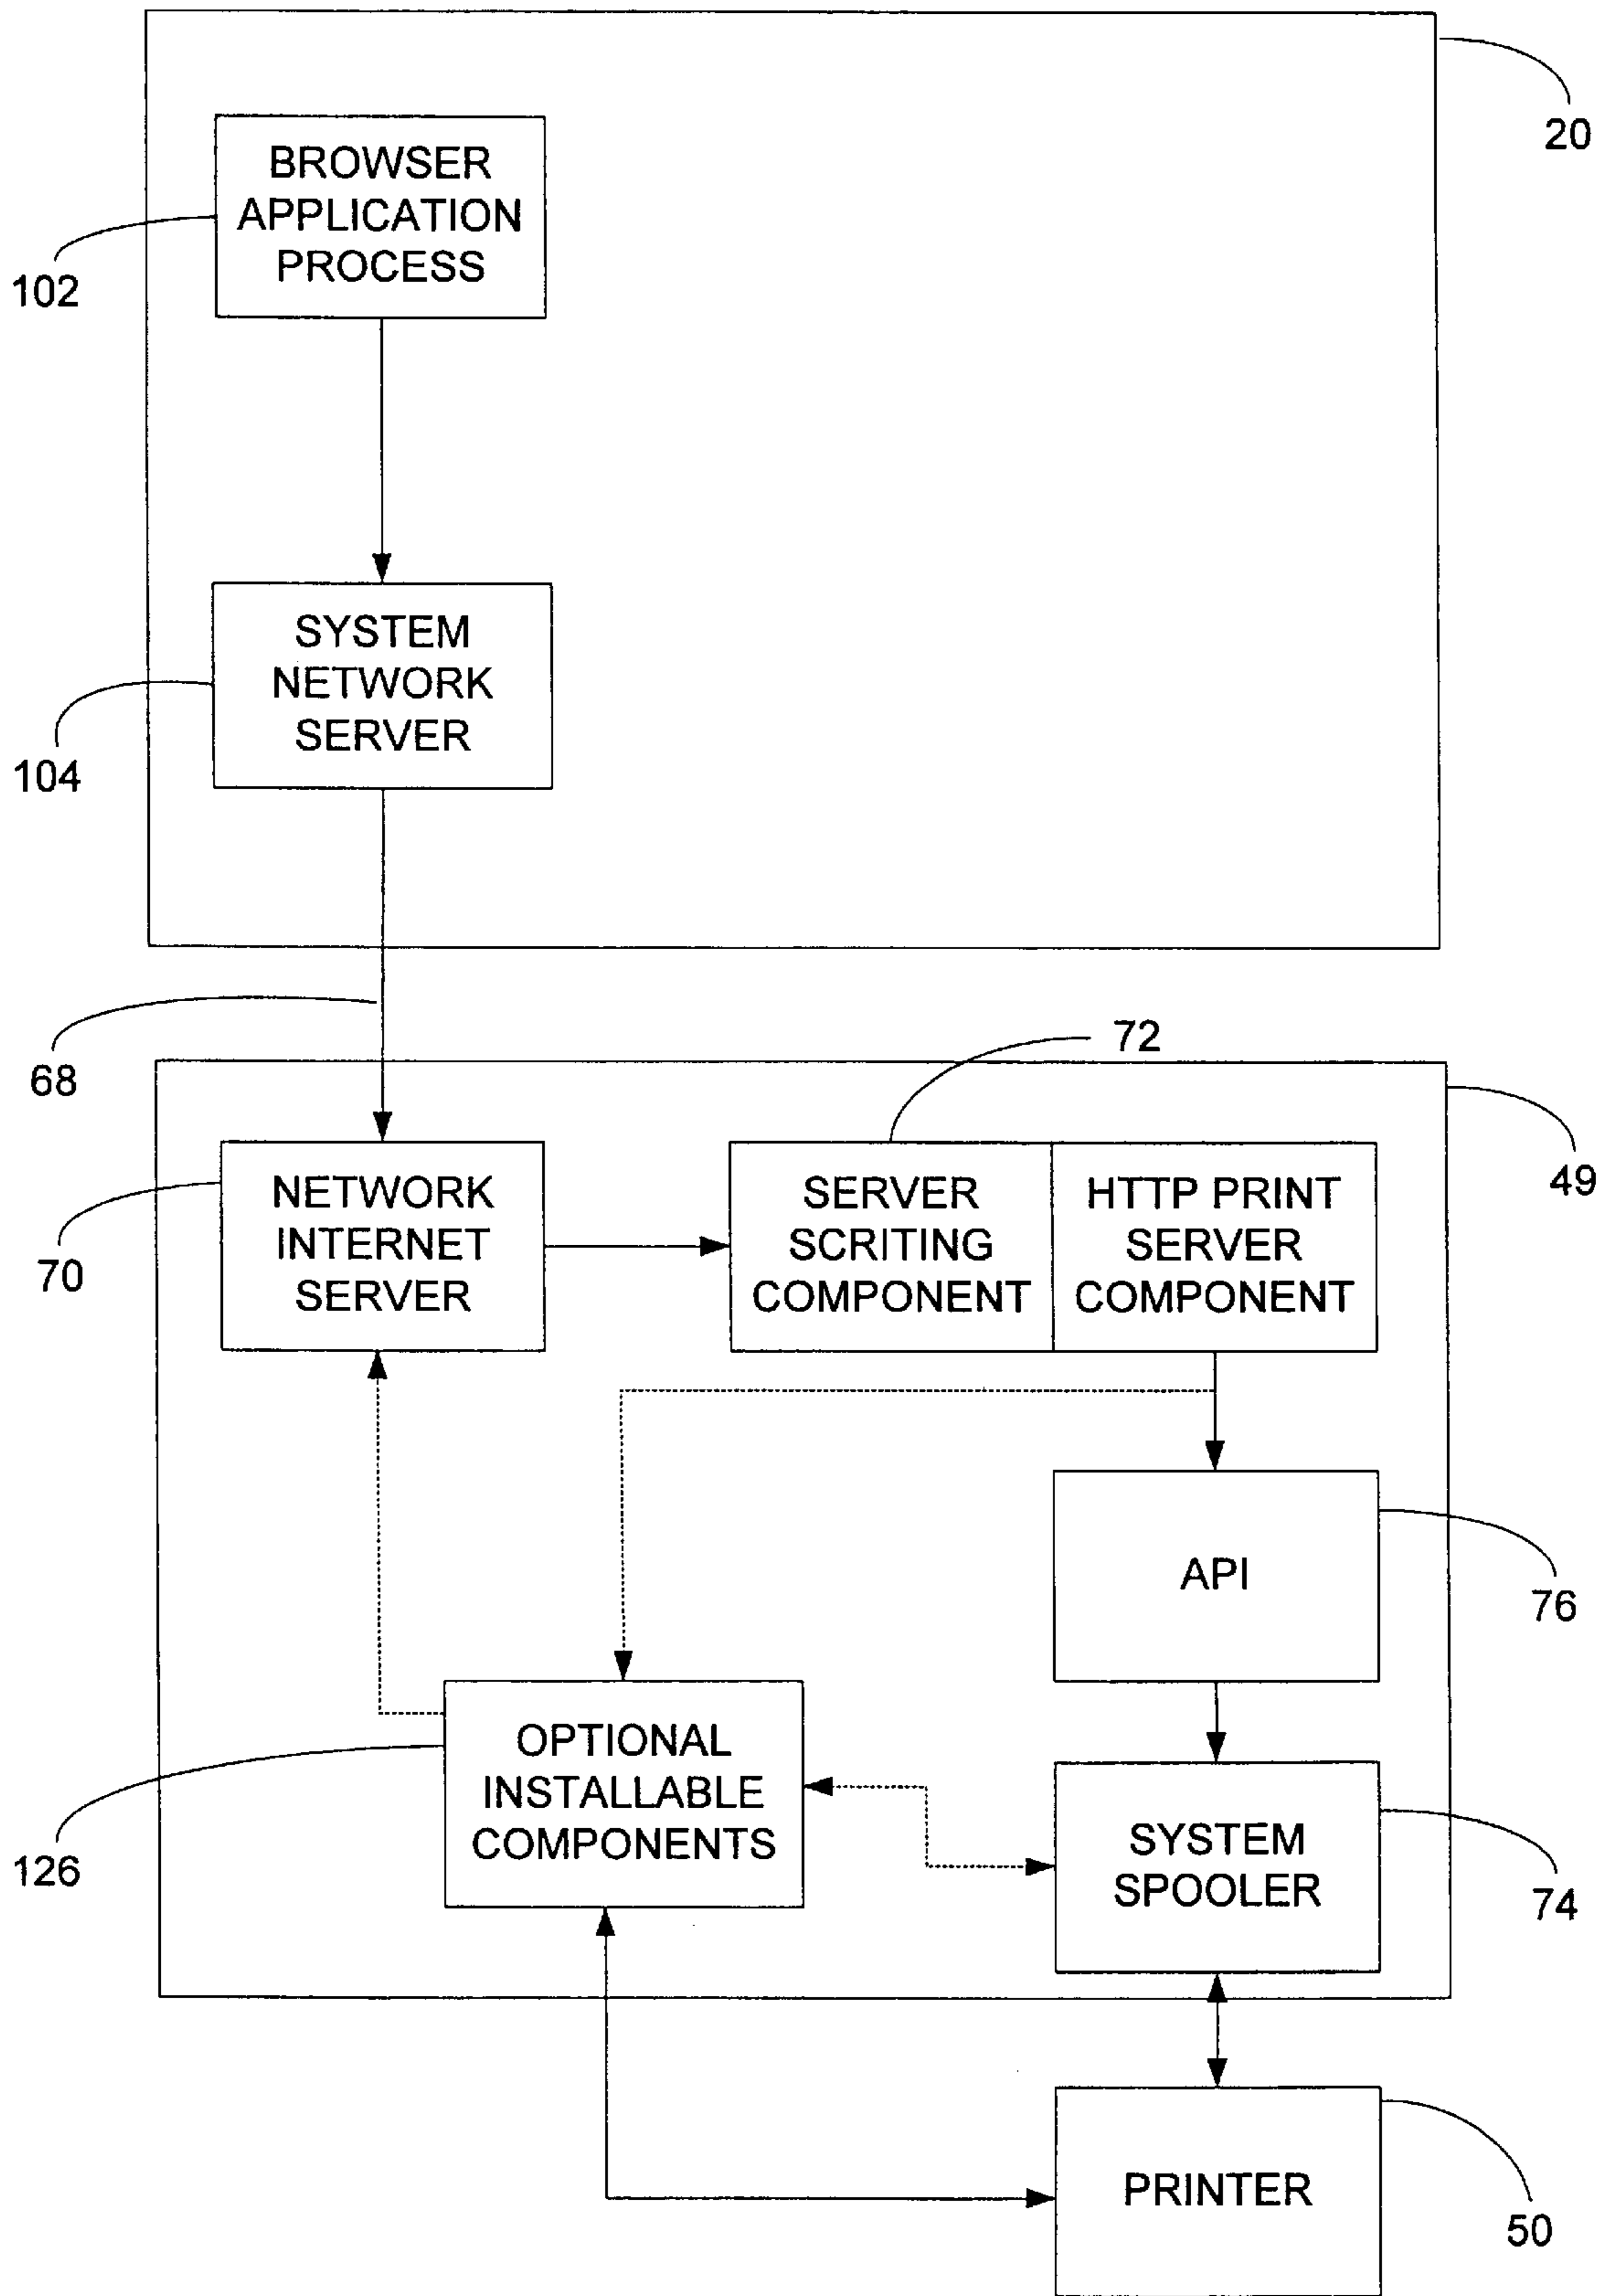 20
BROWSER
APPLICATION
PROCESS
102
SYSTEM
NETWORK
SERVER
104
68
72
49
NETWORK
INTERNET
SERVER
70
SERVER
SCRITING
COMPONENT
HTTP PRINT
SERVER
COMPONENT
API
76
OPTIONAL
INSTALLABLE
COMPONENTS
126
SYSTEM
SPOOLER
74
PRINTER
50